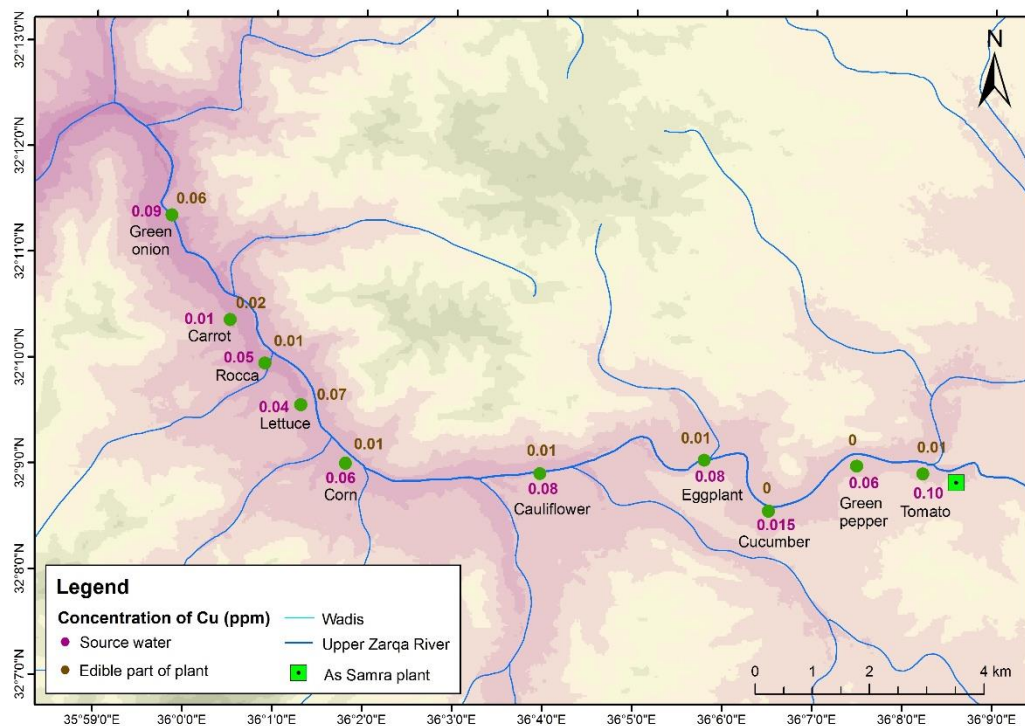 32°13'0"N
32°12'0"N
32°11'0"N
32°10'0"N
32°9'0"N
32°8'0"N
32°7'0"N
N
0.06
0.09
Green
onion
0.02
0.01
Carrot
0.01
0.05
Rocca
0.07
0.04
Lettuce
0.01
0.06
Corn
0.01
0.08
Cauliflower
0.01
0.08
Eggplant
0
0.015
Cucumber
0
0.06
Green
pepper
0.01
0.10
Tomato
Legend
Concentration of Cu (ppm)
Source water
Edible part of plant
Wadis
Upper Zarqa River
As Samra plant
0 1 2 4 km
35°59'0"E 36°0'0"E 36°1'0"E 36°2'0"E 36°4'0"E 36°5'0"E 36°6'0"E 36°7'0"E 36°8'0"E 36°9'0"E